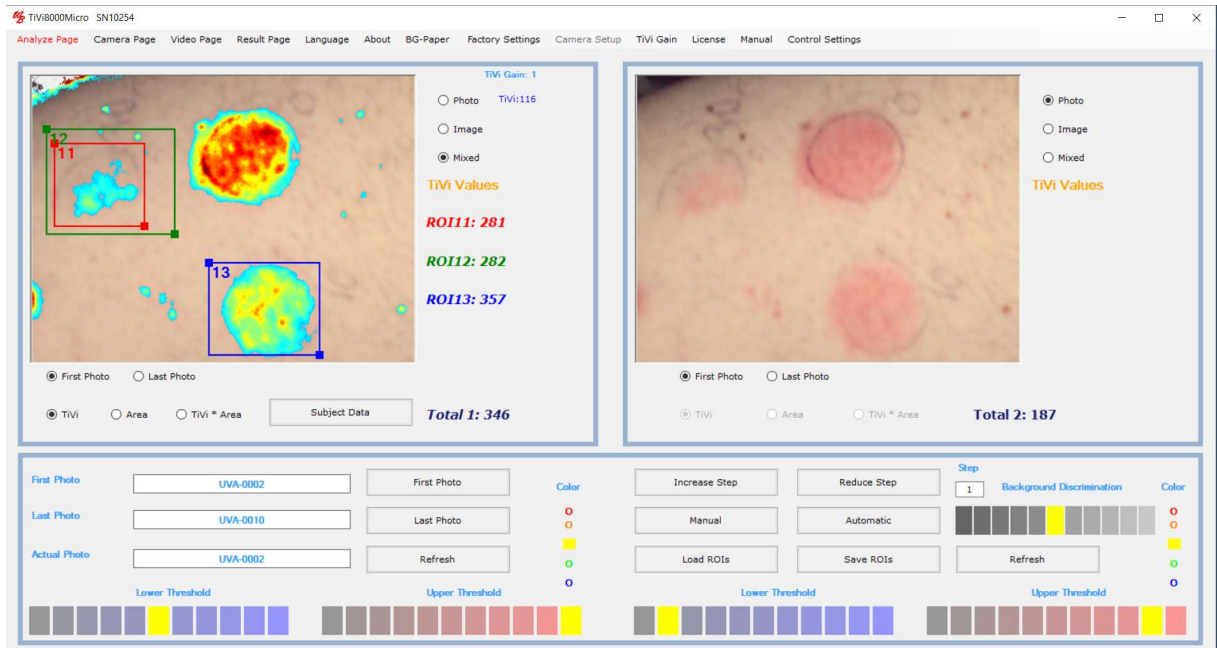 TiVi8000Micro SN10254
Analyze Page Camera Page Video Page Result Page Language About BG-Paper Factory Settings Camera Setup TiVi Gain License Manual Control Settings
TiVi Gain: 1
Photo TiVi:116
Image
Mixed
TiVi Values
ROI11: 281
ROI12: 282
ROI13: 357
12
11
13
First Photo Last Photo
TiVi Area TiVi * Area Subject Data Total 1: 346
Photo
Image
Mixed
TiVi Values
First Photo Last Photo
TiVi Area TiVi * Area Total 2: 187
First Photo UVA-0002 First Photo Color
Last Photo UVA-0010 Last Photo
Actual Photo UVA-0002 Refresh
Lower Threshold Upper Threshold
Step
Increase Step Reduce Step 1 Background Discrimination Color
Manual Automatic
Load ROIs Save ROIs Refresh
Lower Threshold Upper Threshold